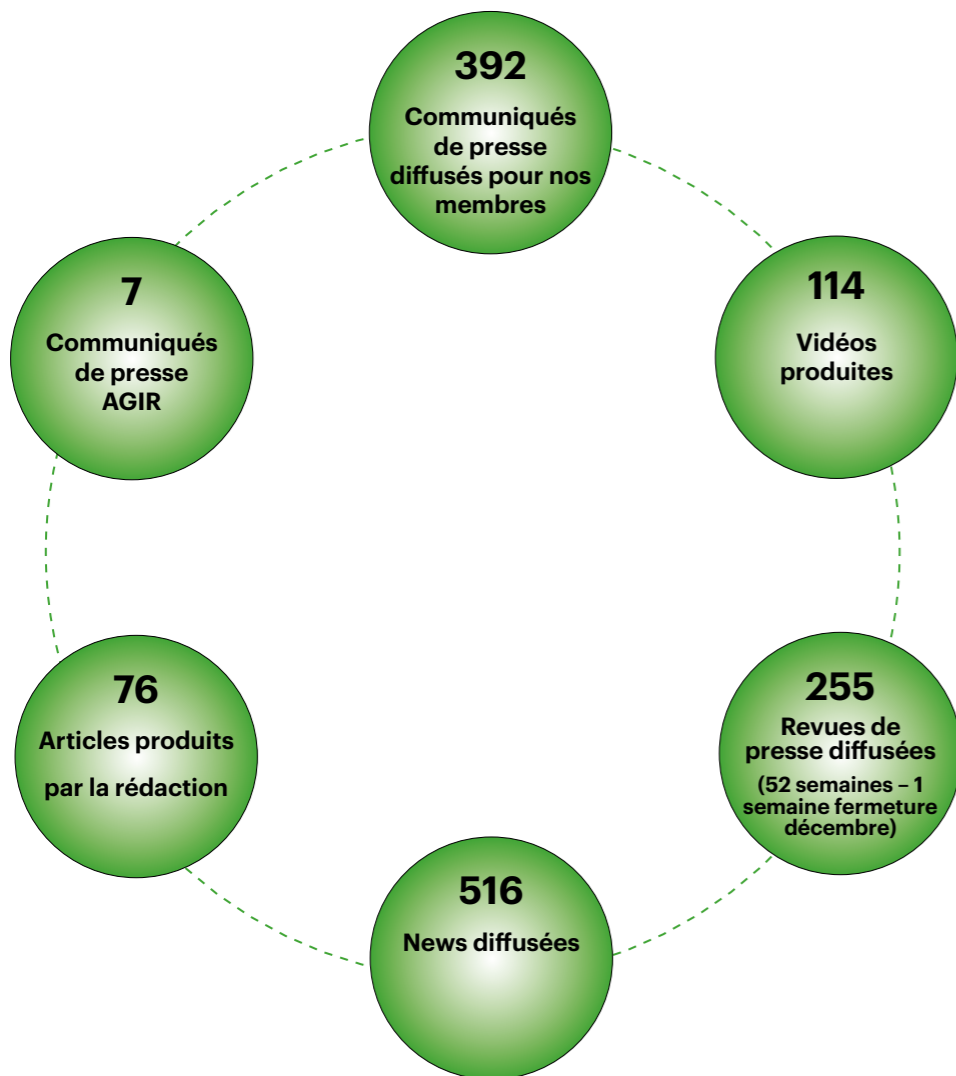 392
Communiqués
de presse
diffusés pour nos
membres
114
Vidéos
produites
255
Revues de
presse diffusées
(52 semaines – 1
semaine fermeture
décembre)
516
News diffusées
76
Articles produits
par la rédaction
7
Communiqués
de presse
AGIR